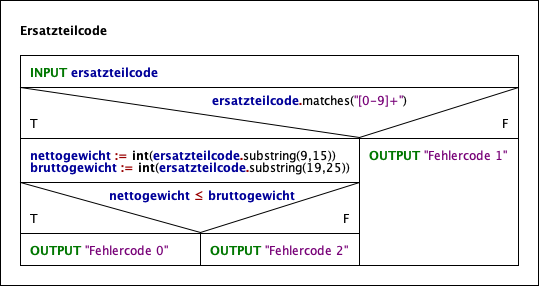 Ersatzteilcode
INPUT ersatzteilcode
ersatzteilcode.matches("[0-9]+")
T
F
nettogewicht := int(ersatzteilcode.substring(9,15))
bruttogewicht := int(ersatzteilcode.substring(19,25))
OUTPUT "Fehlercode 1"
nettogewicht ≤ bruttogewicht
T
F
OUTPUT "Fehlercode 0"
OUTPUT "Fehlercode 2"